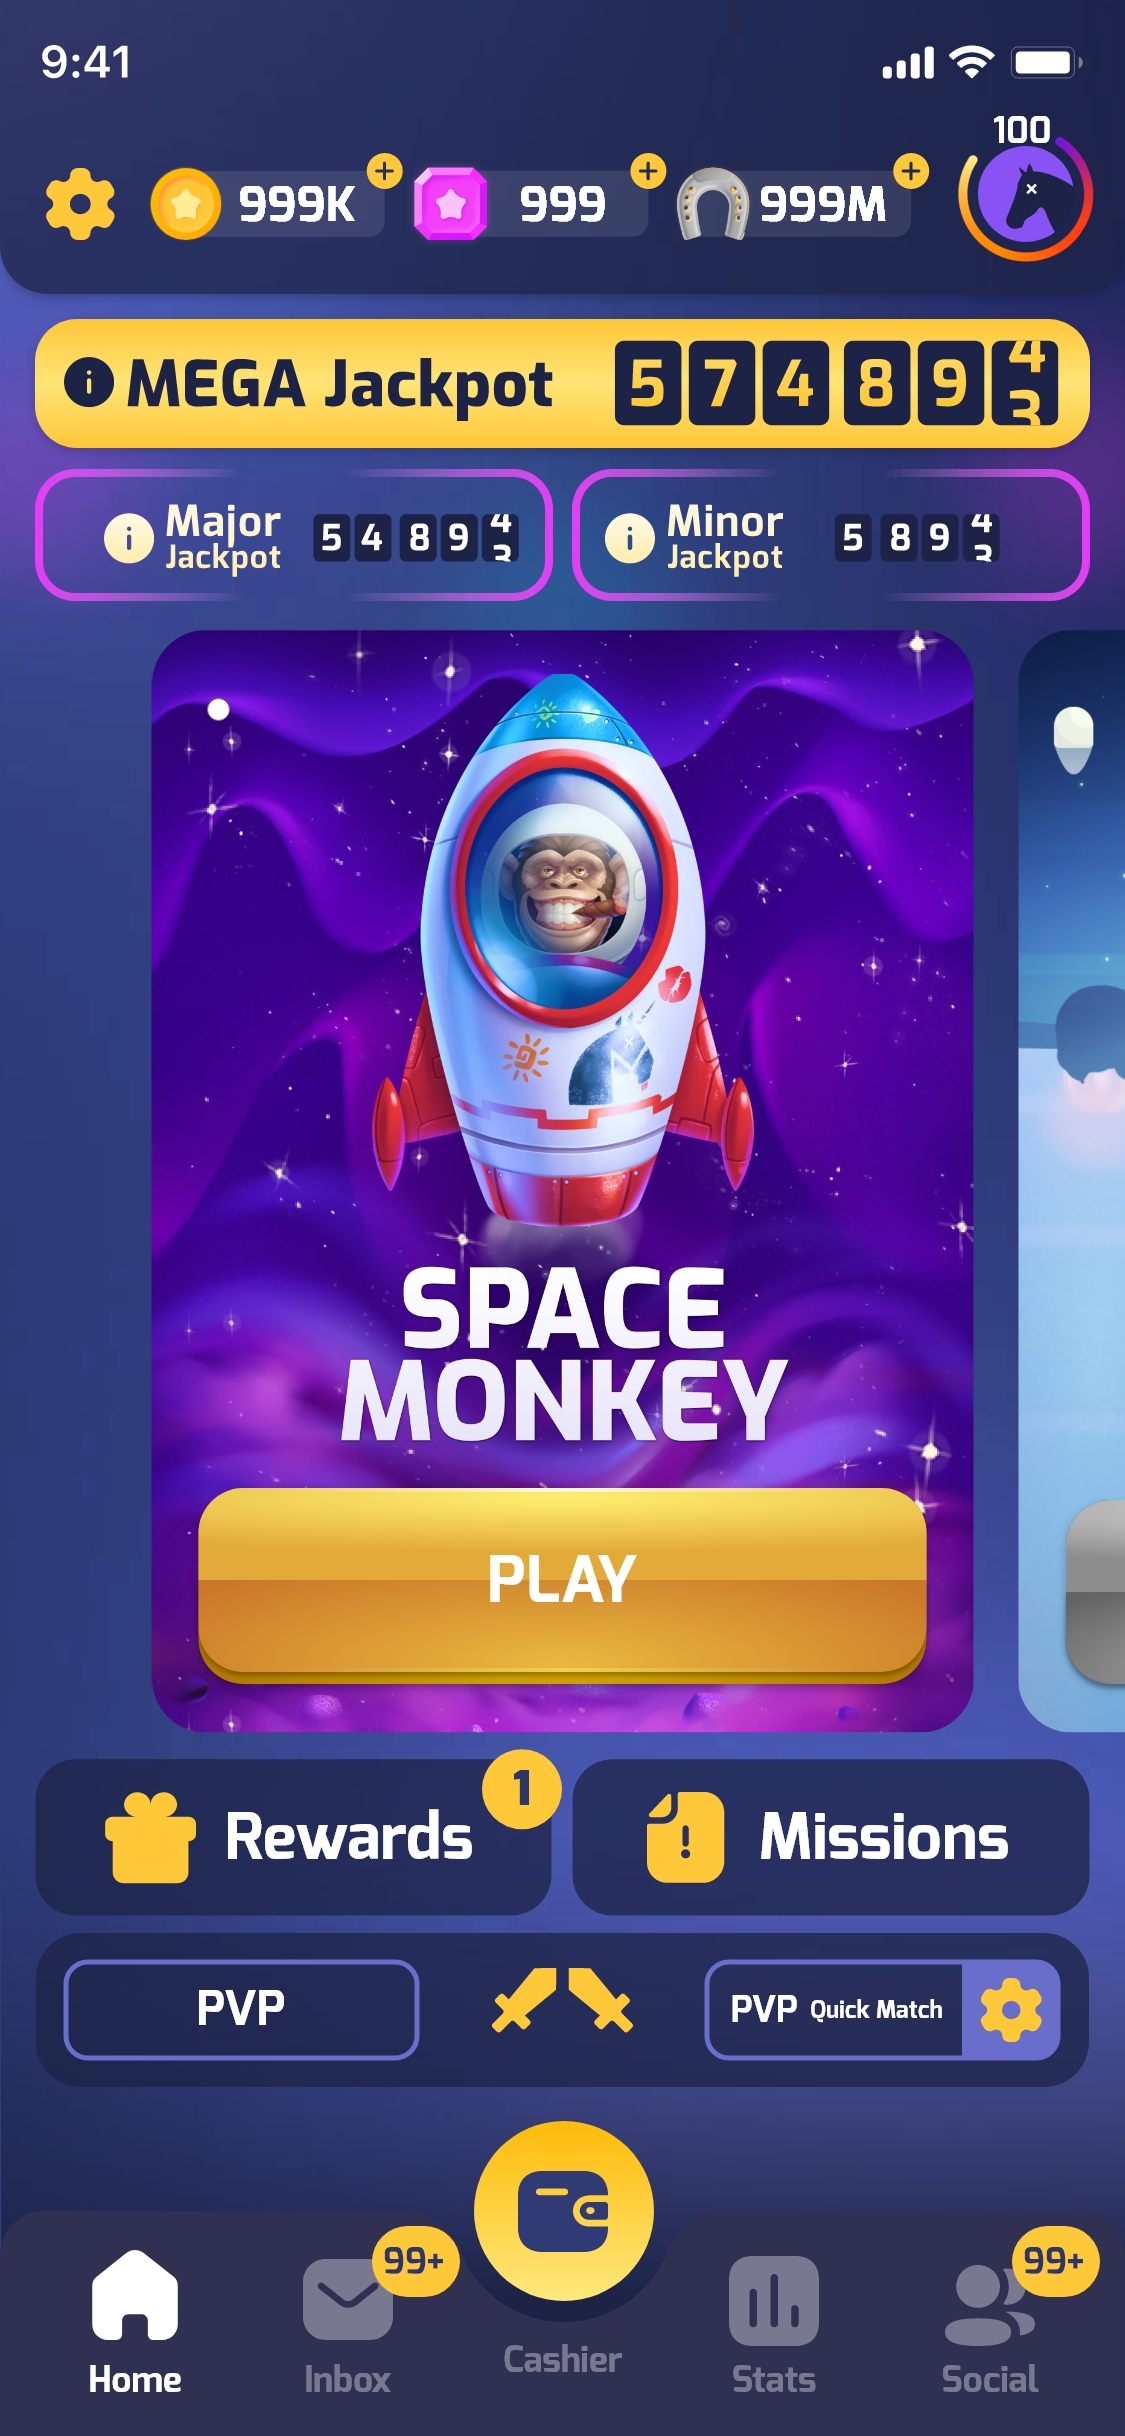 9:41
100
999K
999
999M
MEGA Jackpot
5 7 4 8 9 4 3
Major
Jackpot
5 4 8 9 4 3
Minor
Jackpot
5 8 9 4 3
SPACE
MONKEY
PLAY
Rewards
1
Missions
PVP
PVP Quick Match
99+
99+
Home
Inbox
Cashier
Stats
Social